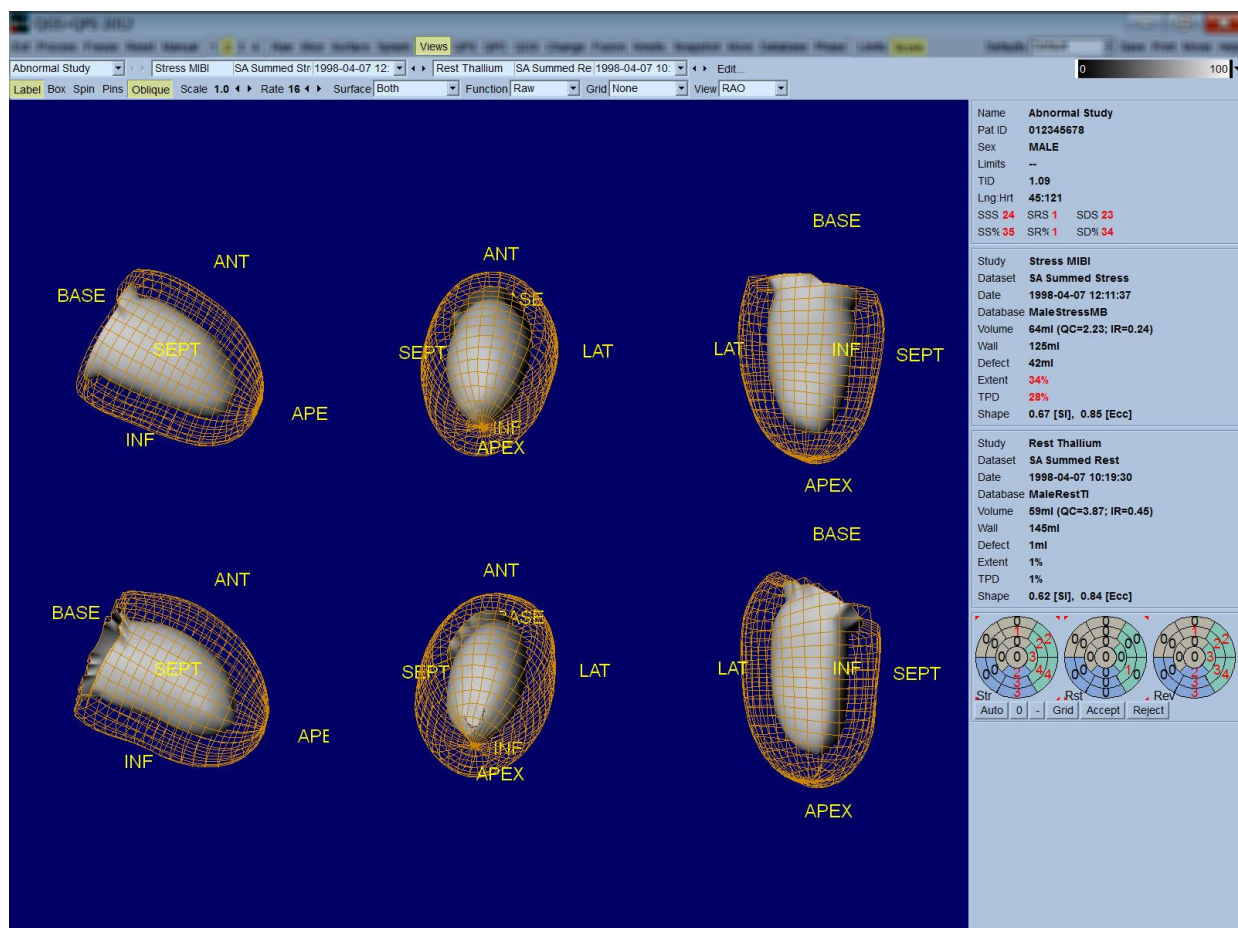 QGS+QPS 2012
Views
Abnormal Study Stress MIBI SA Summed Str 1998-04-07 12: Rest Thallium SA Summed Re 1998-04-07 10: Edit...
0 100
Label Box Spin Pins Oblique Scale 1.0 Rate 16 Surface Both Function Raw Grid None View RAO
BASE
ANT ANT
BASE SE
SEPT SEPT LAT LAT INF SEPT
APE
INF INF
APEX
APEX
BASE
ANT ANT
BASE ASE
SEPT SEPT LAT LAT INF SEPT
APE
INF INF
APEX
APEX
Name Abnormal Study
Pat ID 012345678
Sex MALE
Limits --
TID 1.09
Lng:Hrt 45:121
SSS 24 SRS 1 SDS 23
SS% 35 SR% 1 SD% 34
Study Stress MIBI
Dataset SA Summed Stress
Date 1998-04-07 12:11:37
Database MaleStressMB
Volume 64ml (QC=2.23; IR=0.24)
Wall 125ml
Defect 42ml
Extent 34%
TPD 28%
Shape 0.67 [SI], 0.85 [Ecc]
Study Rest Thallium
Dataset SA Summed Rest
Date 1998-04-07 10:19:30
Database MaleRestTl
Volume 59ml (QC=3.87; IR=0.45)
Wall 145ml
Defect 1ml
Extent 1%
TPD 1%
Shape 0.62 [SI], 0.84 [Ecc]
Str Rst Rev
Auto 0 - Grid Accept Reject